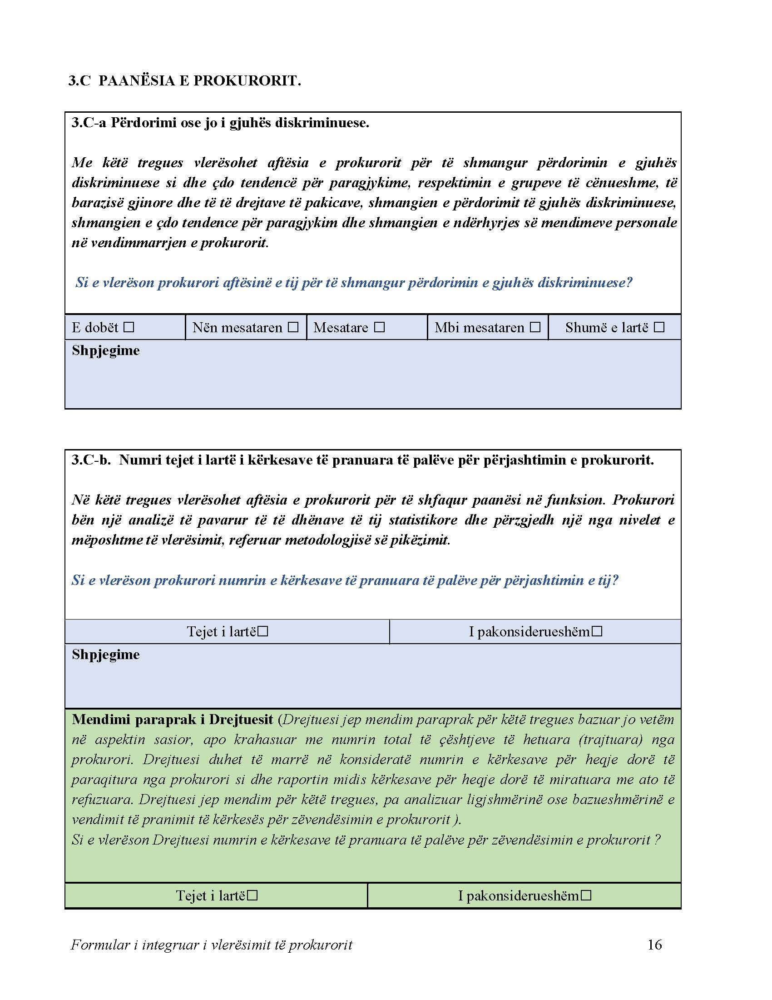 3.C PAANËSIA E PROKURORIT.
3.C-a Përdorimi ose jo i gjuhës diskriminuese.
Me këtë tregues vlerësohet aftësia e prokurorit për të shmangur përdorimin e gjuhës
diskriminuese si dhe çdo tendencë për paragjykime, respektimin e grupeve të cënueshme, të
barazisë gjinore dhe të të drejtave të pakicave, shmangien e përdorimit të gjuhës diskriminuese,
shmangien e çdo tendence për paragjykim dhe shmangien e ndërhyrjes së mendimeve personale
në vendimmarrjen e prokurorit.
Si e vlerëson prokurori aftësinë e tij për të shmangur përdorimin e gjuhës diskriminuese?
E dobët ☐ Nën mesataren ☐ Mesatare ☐ Mbi mesataren ☐ Shumë e lartë ☐
Shpjegime
3.C-b. Numri tejet i lartë i kërkesave të pranuara të palëve për përjashtimin e prokurorit.
Në këtë tregues vlerësohet aftësia e prokurorit për të shfaqur paanësi në funksion. Prokurori
bën një analizë të pavarur të të dhënave të tij statistikore dhe përzgjedh një nga nivelet e
mëposhtme të vlerësimit, referuar metodologjisë së pikëzimit.
Si e vlerëson prokurori numrin e kërkesave të pranuara të palëve për përjashtimin e tij?
Tejet i lartë☐ I pakonsiderueshëm☐
Shpjegime
Mendimi paraprak i Drejtuesit (Drejtuesi jep mendim paraprak për këtë tregues bazuar jo vetëm
në aspektin sasior, apo krahasuar me numrin total të çështjeve të hetuara (trajtuara) nga
prokurori. Drejtuesi duhet të marrë në konsideratë numrin e kërkesave për heqje dorë të
paraqitura nga prokurori si dhe raportin midis kërkesave për heqje dorë të miratuara me ato të
refuzuara. Drejtuesi jep mendim për këtë tregues, pa analizuar ligjshmërinë ose bazueshmërinë e
vendimit të pranimit të kërkesës për zëvendësimin e prokurorit ).
Si e vlerëson Drejtuesi numrin e kërkesave të pranuara të palëve për zëvendësimin e prokurorit ?
Tejet i lartë☐ I pakonsiderueshëm☐
Formular i integruar i vlerësimit të prokurorit 16